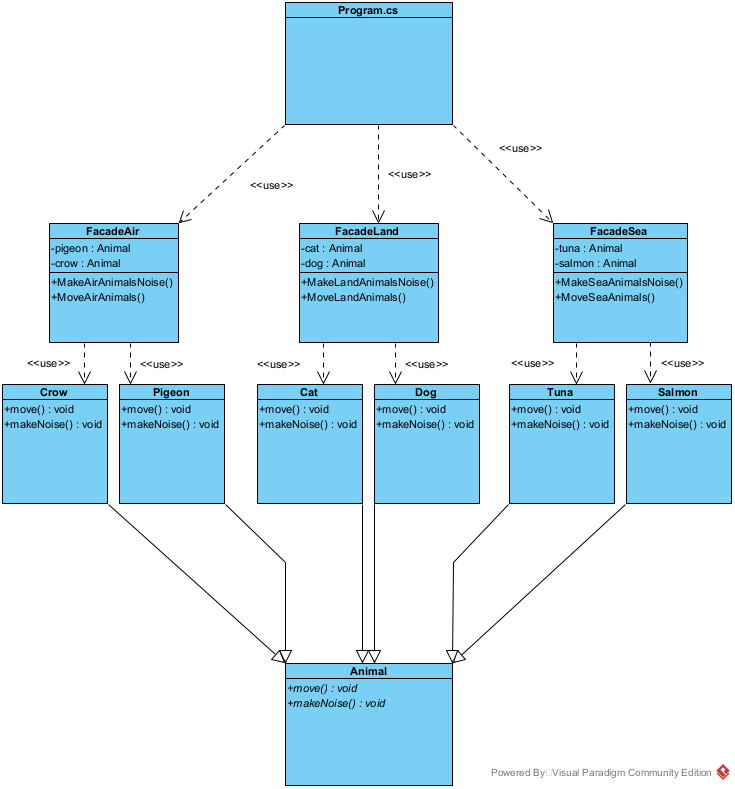 Program.cs
<<use>>
<<use>>
<<use>>
FacadeAir
-pigeon : Animal
-crow : Animal
+MakeAirAnimalsNoise()
+MoveAirAnimals()
FacadeLand
-cat : Animal
-dog : Animal
+MakeLandAnimalsNoise()
+MoveLandAnimals()
FacadeSea
-tuna : Animal
-salmon : Animal
+MakeSeaAnimalsNoise()
+MoveSeaAnimals()
<<use>>
<<use>>
<<use>>
<<use>>
<<use>>
<<use>>
Crow
+move() : void
+makeNoise() : void
Pigeon
+move() : void
+makeNoise() : void
Cat
+move() : void
+makeNoise() : void
Dog
+move() : void
+makeNoise() : void
Tuna
+move() : void
+makeNoise() : void
Salmon
+move() : void
+makeNoise() : void
Animal
+move() : void
+makeNoise() : void
Powered By Visual Paradigm Community Edition